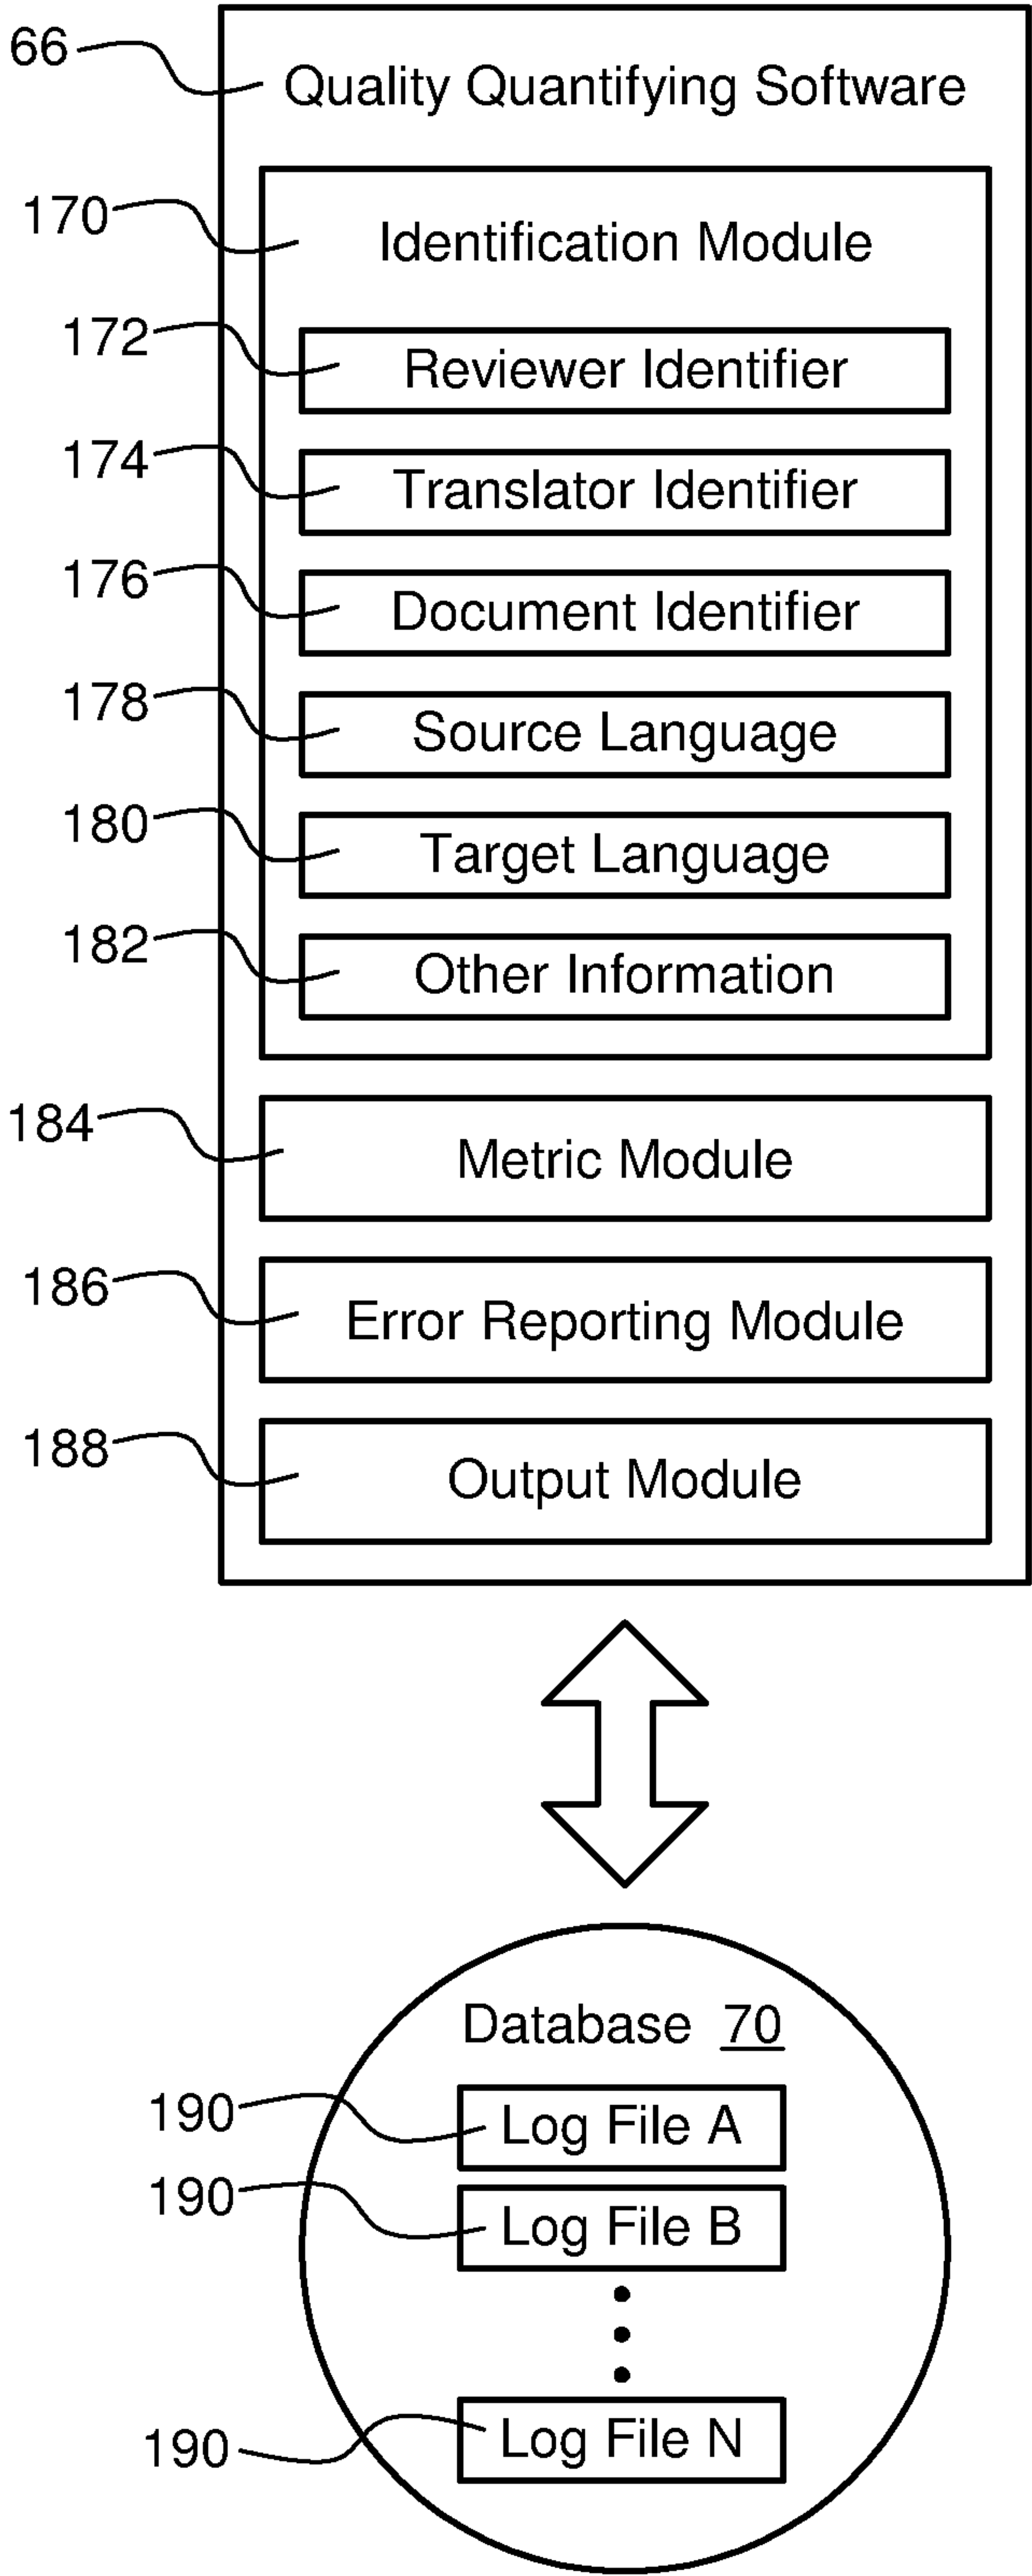 66
Quality Quantifying Software
170
Identification Module
172
Reviewer Identifier
174
Translator Identifier
176
Document Identifier
178
Source Language
180
Target Language
182
Other Information
184
Metric Module
186
Error Reporting Module
188
Output Module
Database 70
190
Log File A
190
Log File B
190
Log File N